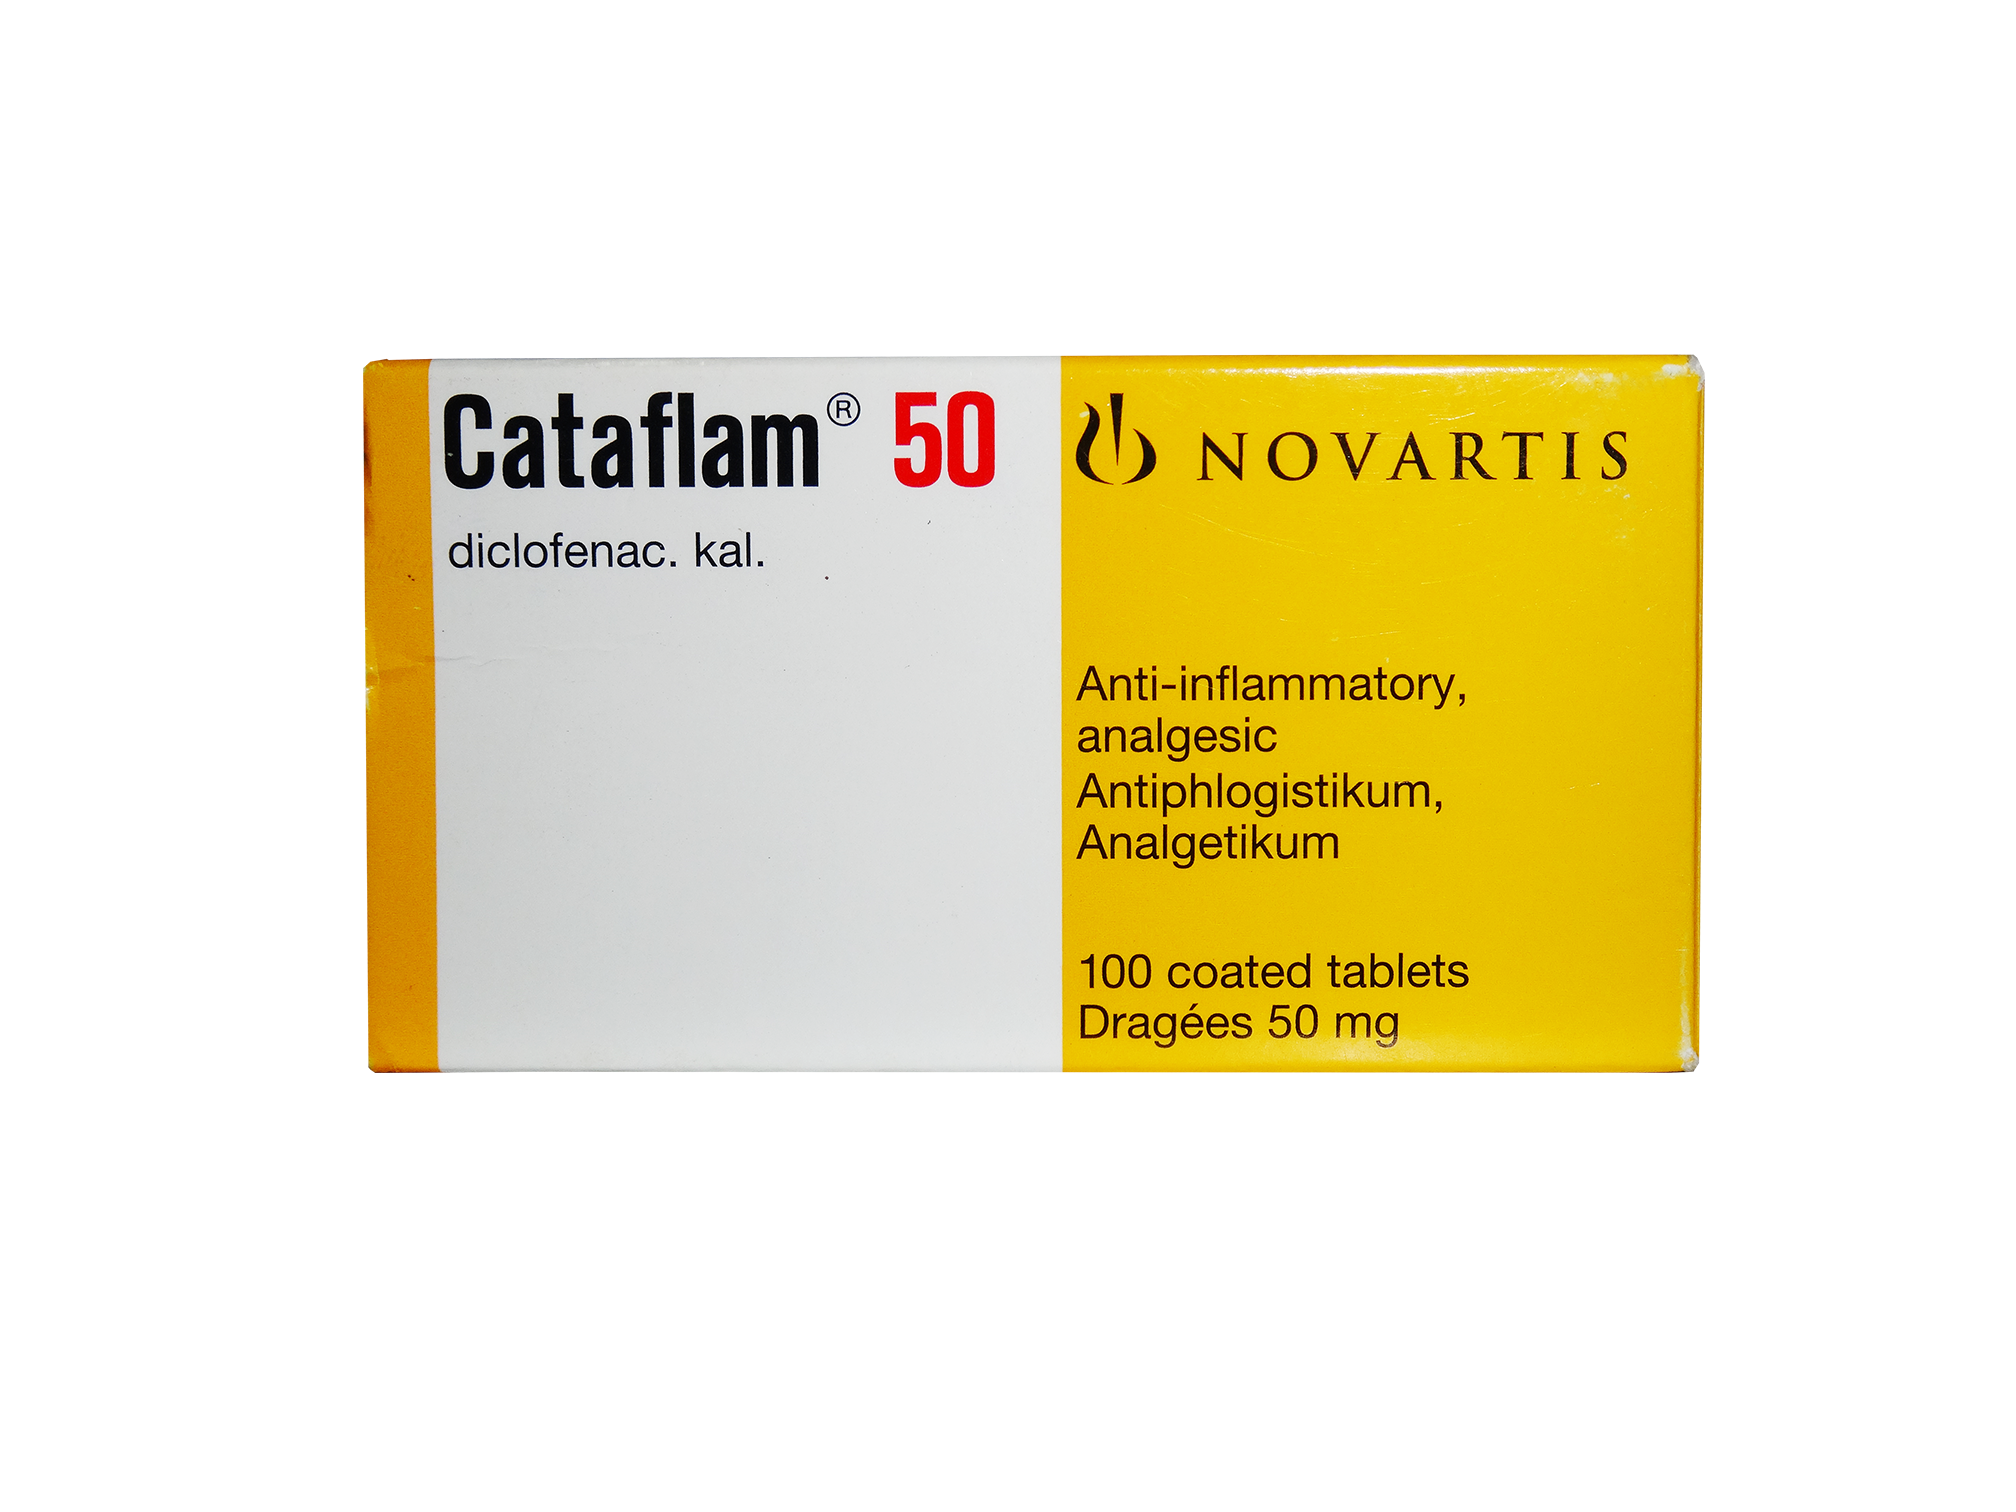 Cataflam® 50
diclofenac. kal.
NOVARTIS
Anti-inflammatory,
analgesic
Antiphlogistikum,
Analgetikum
100 coated tablets
Dragées 50 mg